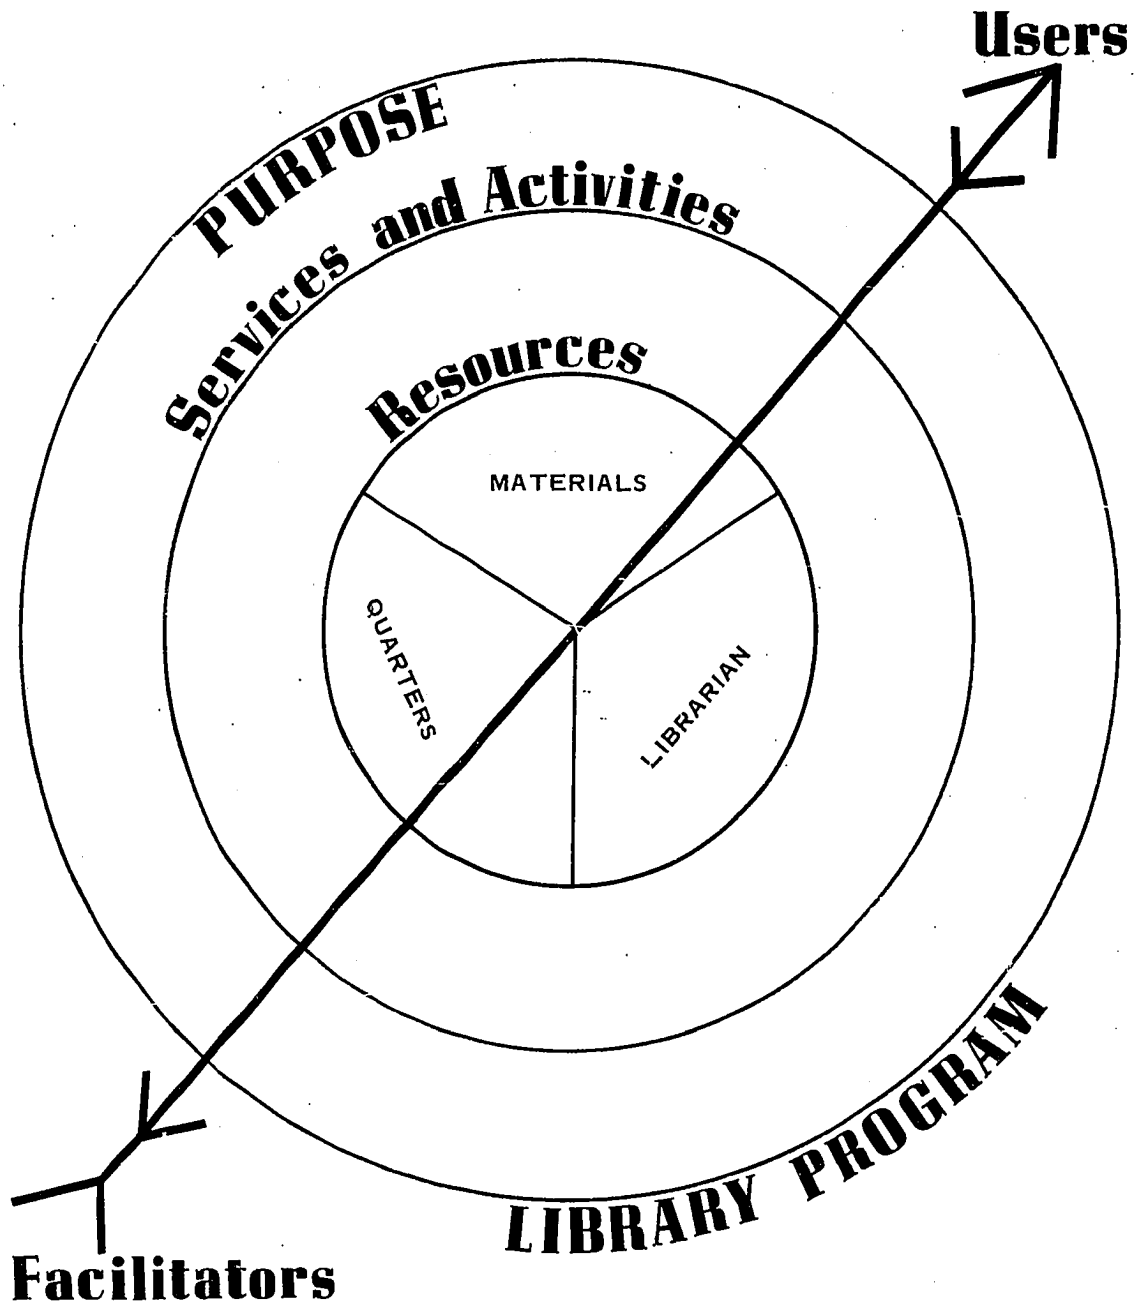 Users
PURPOSE
Services and Activities
Resources
MATERIALS
QUARTERS
LIBRARIAN
LIBRARY PROGRAM
Facilitators